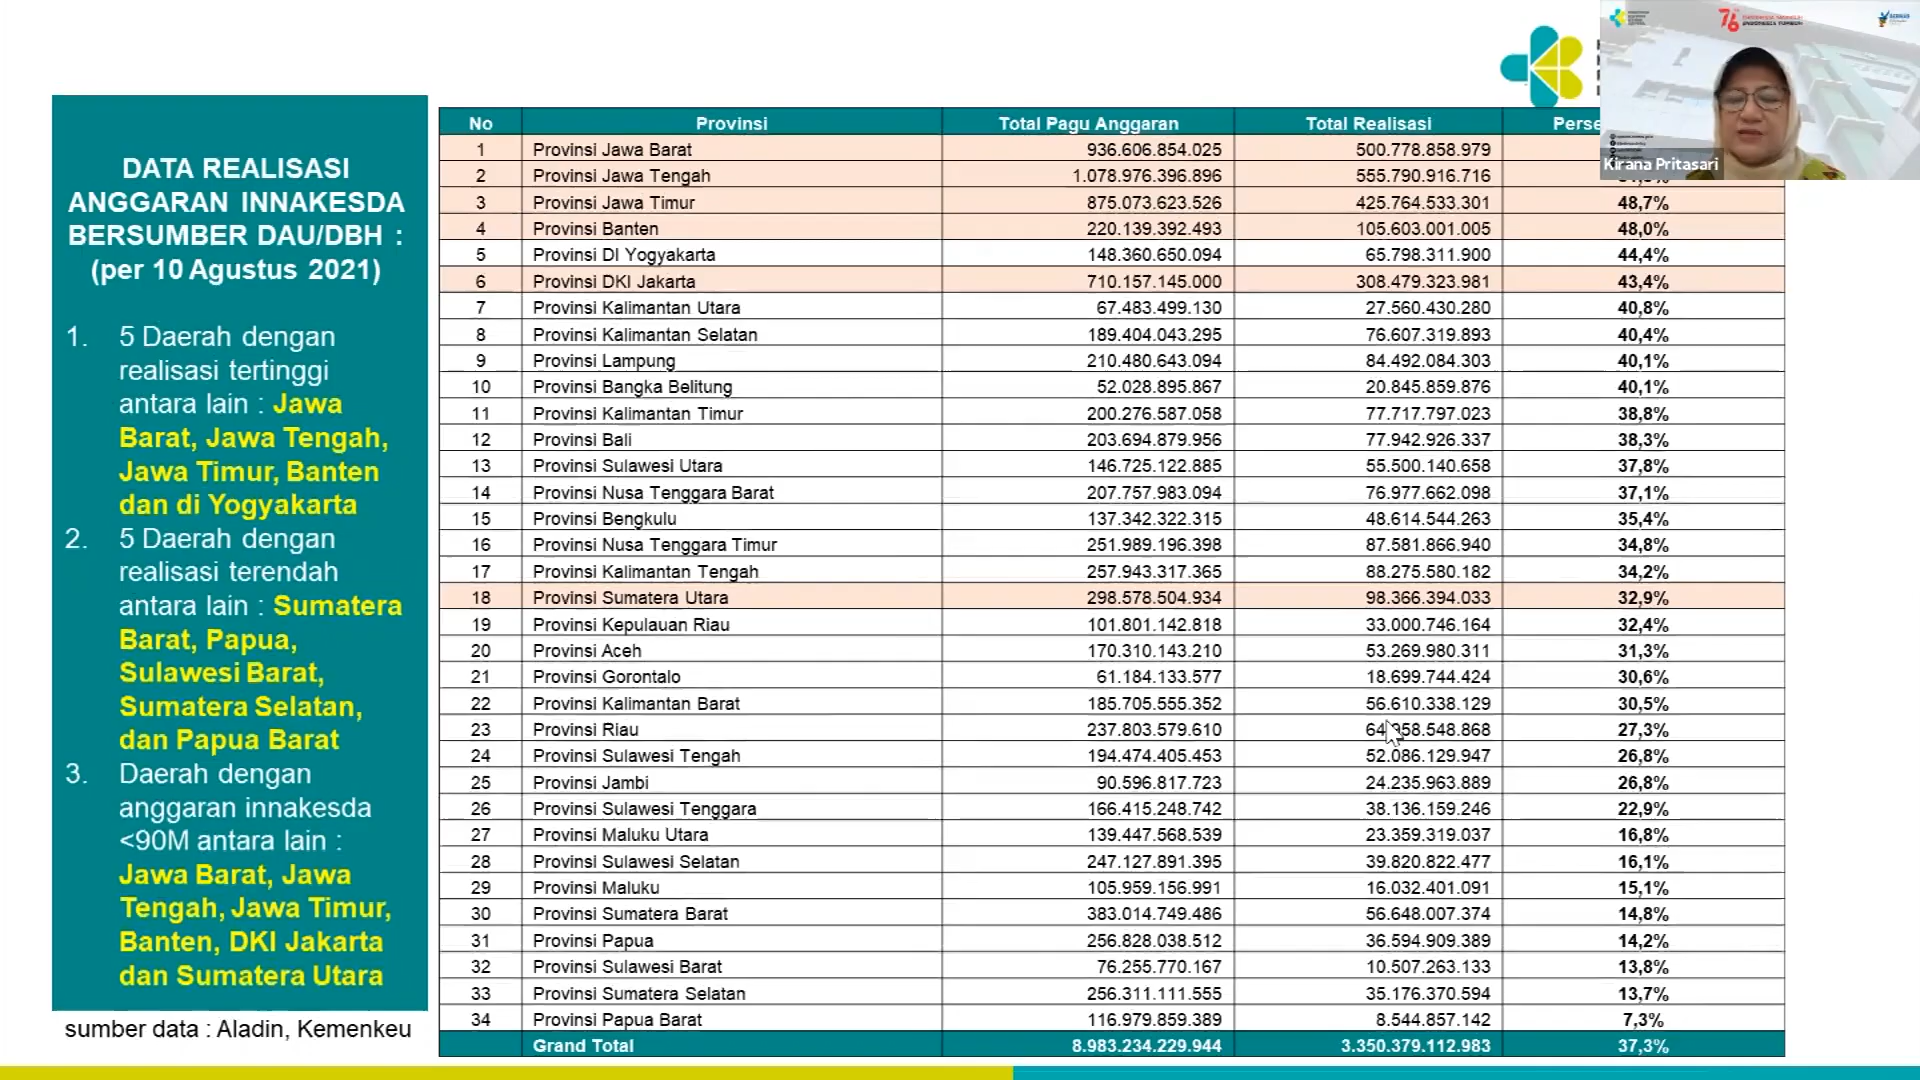 DATA REALISASI
ANGGARAN INNAKESDA
BERSUMBER DAU/DBH :
(per 10 Agustus 2021)
1. 5 Daerah dengan
realisasi tertinggi
antara lain : Jawa
Barat, Jawa Tengah,
Jawa Timur, Banten
dan di Yogyakarta
2. 5 Daerah dengan
realisasi terendah
antara lain : Sumatera
Barat, Papua,
Sulawesi Barat,
Sumatera Selatan,
dan Papua Barat
3. Daerah dengan
anggaran innakesda
<90M antara lain :
Jawa Barat, Jawa
Tengah, Jawa Timur,
Banten, DKI Jakarta
dan Sumatera Utara
sumber data : Aladin, Kemenkeu
No Provinsi Total Pagu Anggaran Total Realisasi
1 Provinsi Jawa Barat 936.606.854.025 500.778.858.979
2 Provinsi Jawa Tengah 1.078.976.396.896 555.790.916.716
3 Provinsi Jawa Timur 875.073.623.526 425.764.533.301 48,7%
4 Provinsi Banten 220.139.392.493 105.603.001.005 48,0%
5 Provinsi DI Yogyakarta 148.360.650.094 65.798.311.900 44,4%
6 Provinsi DKI Jakarta 710.157.145.000 308.479.323.981 43,4%
7 Provinsi Kalimantan Utara 67.483.499.130 27.560.430.280 40,8%
8 Provinsi Kalimantan Selatan 189.404.043.295 76.607.319.893 40,4%
9 Provinsi Lampung 210.480.643.094 84.492.084.303 40,1%
10 Provinsi Bangka Belitung 52.028.895.867 20.845.859.876 40,1%
11 Provinsi Kalimantan Timur 200.276.587.058 77.717.797.023 38,8%
12 Provinsi Bali 203.694.879.956 77.942.926.337 38,3%
13 Provinsi Sulawesi Utara 146.725.122.885 55.500.140.658 37,8%
14 Provinsi Nusa Tenggara Barat 207.757.983.094 76.977.662.098 37,1%
15 Provinsi Bengkulu 137.342.322.315 48.614.544.263 35,4%
16 Provinsi Nusa Tenggara Timur 251.989.196.398 87.581.866.940 34,8%
17 Provinsi Kalimantan Tengah 257.943.317.365 88.275.580.182 34,2%
18 Provinsi Sumatera Utara 298.578.504.934 98.366.394.033 32,9%
19 Provinsi Kepulauan Riau 101.801.142.818 33.000.746.164 32,4%
20 Provinsi Aceh 170.310.143.210 53.269.980.311 31,3%
21 Provinsi Gorontalo 61.184.133.577 18.699.744.424 30,6%
22 Provinsi Kalimantan Barat 185.705.555.352 56.610.338.129 30,5%
23 Provinsi Riau 237.803.579.610 27,3%
24 Provinsi Sulawesi Tengah 194.474.405.453 52.086.129.947 26,8%
25 Provinsi Jambi 90.596.817.723 24.235.963.889 26,8%
26 Provinsi Sulawesi Tenggara 166.415.248.742 38.136.159.246 22,9%
27 Provinsi Maluku Utara 139.447.568.539 23.359.319.037 16,8%
28 Provinsi Sulawesi Selatan 247.127.891.395 39.820.822.477 16,1%
29 Provinsi Maluku 105.959.156.991 16.032.401.091 15,1%
30 Provinsi Sumatera Barat 383.014.749.486 56.648.007.374 14,8%
31 Provinsi Papua 256.828.038.512 36.594.909.389 14,2%
32 Provinsi Sulawesi Barat 76.255.770.167 10.507.263.133 13,8%
33 Provinsi Sumatera Selatan 256.311.111.555 35.176.370.594 13,7%
34 Provinsi Papua Barat 116.979.859.389 8.544.857.142 7,3%
Grand Total 8.983.234.229.944 3.350.379.112.983 37,3%
Kirana Pritasari